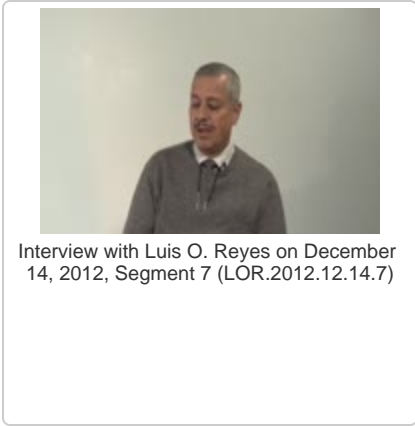 Interview with Luis O. Reyes on December
14, 2012, Segment 7 (LOR.2012.12.14.7)